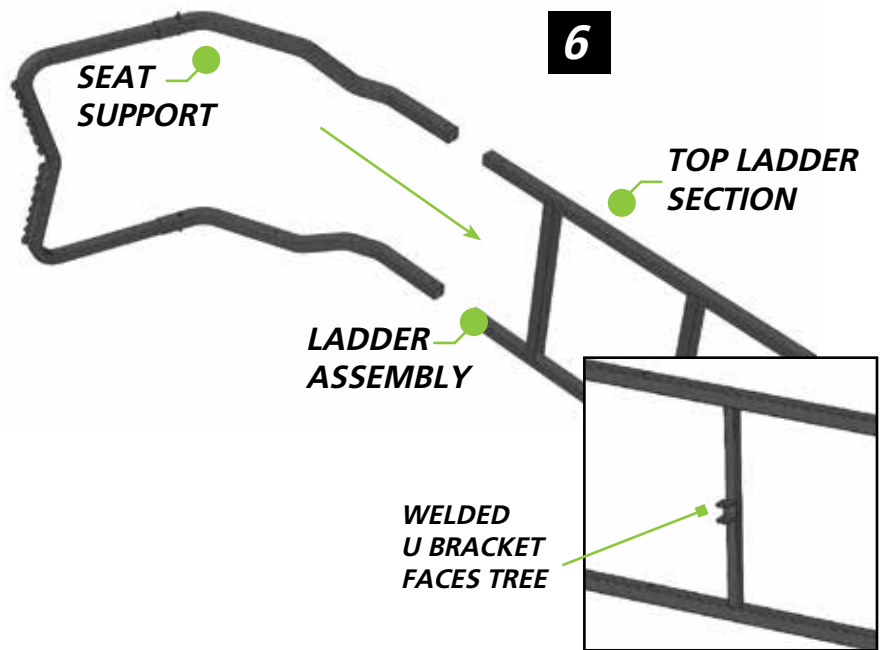 6
SEAT
SUPPORT
TOP LADDER
SECTION
LADDER
ASSEMBLY
WELDED
U BRACKET
FACES TREE